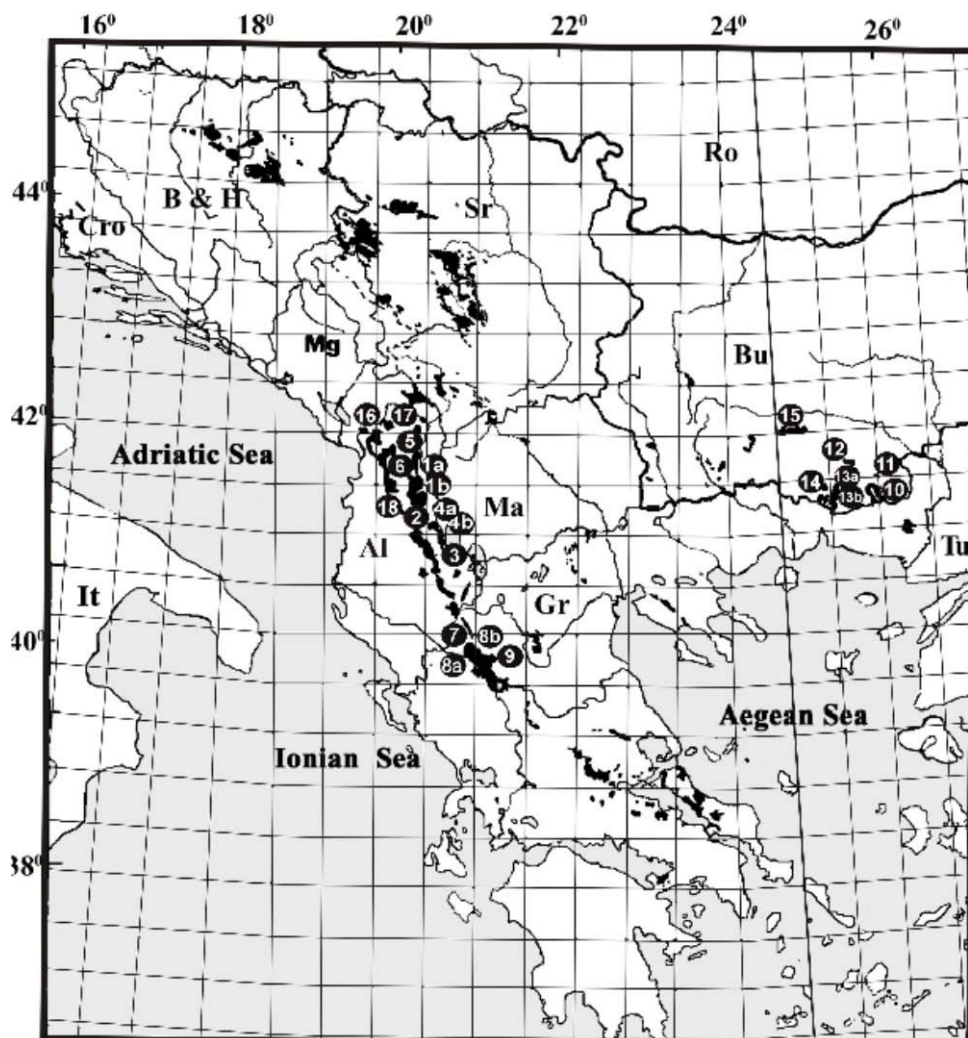 16⁰ 18⁰ 20⁰ 22⁰ 24⁰ 26⁰
Ro
44⁰
B & H
Sr
Cro
Mg
Bu
42⁰
16 17
15
Adriatic Sea
5
12
6 1a
11
1b
14 13a 10
18 4a
13b
2 4b
Ma
Al
3
Tu
It
Gr
40⁰
7 8b
8a 9
Aegean Sea
Ionian Sea
38⁰